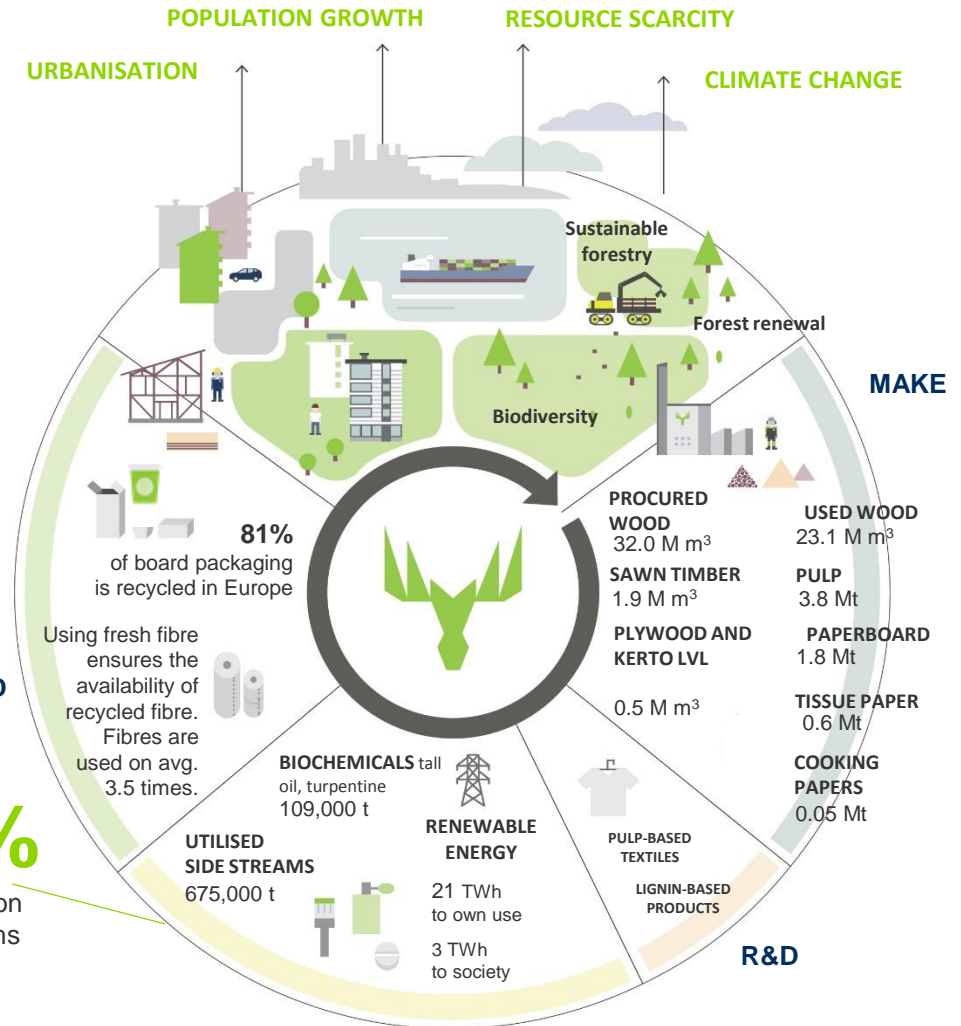 POPULATION GROWTH
RESOURCE SCARCITY
URBANISATION
CLIMATE CHANGE
Sustainable
forestry
Forest renewal
Biodiversity
MAKE
PROCURED
WOOD
32.0 M m³
USED WOOD
23.1 M m³
SAWN TIMBER
1.9 M m³
PULP
3.8 Mt
PLYWOOD AND
KERTO LVL
0.5 M m³
PAPERBOARD
1.8 Mt
TISSUE PAPER
0.6 Mt
COOKING
PAPERS
0.05 Mt
81%
of board packaging
is recycled in Europe
Using fresh fibre
ensures the
availability of
recycled fibre.
Fibres are
used on avg.
3.5 times.
BIOCHEMICALS tall
oil, turpentine
109,000 t
UTILISED
SIDE STREAMS
675,000 t
RENEWABLE
ENERGY
21 TWh
to own use
3 TWh
to society
PULP-BASED
TEXTILES
LIGNIN-BASED
PRODUCTS
R&D
%